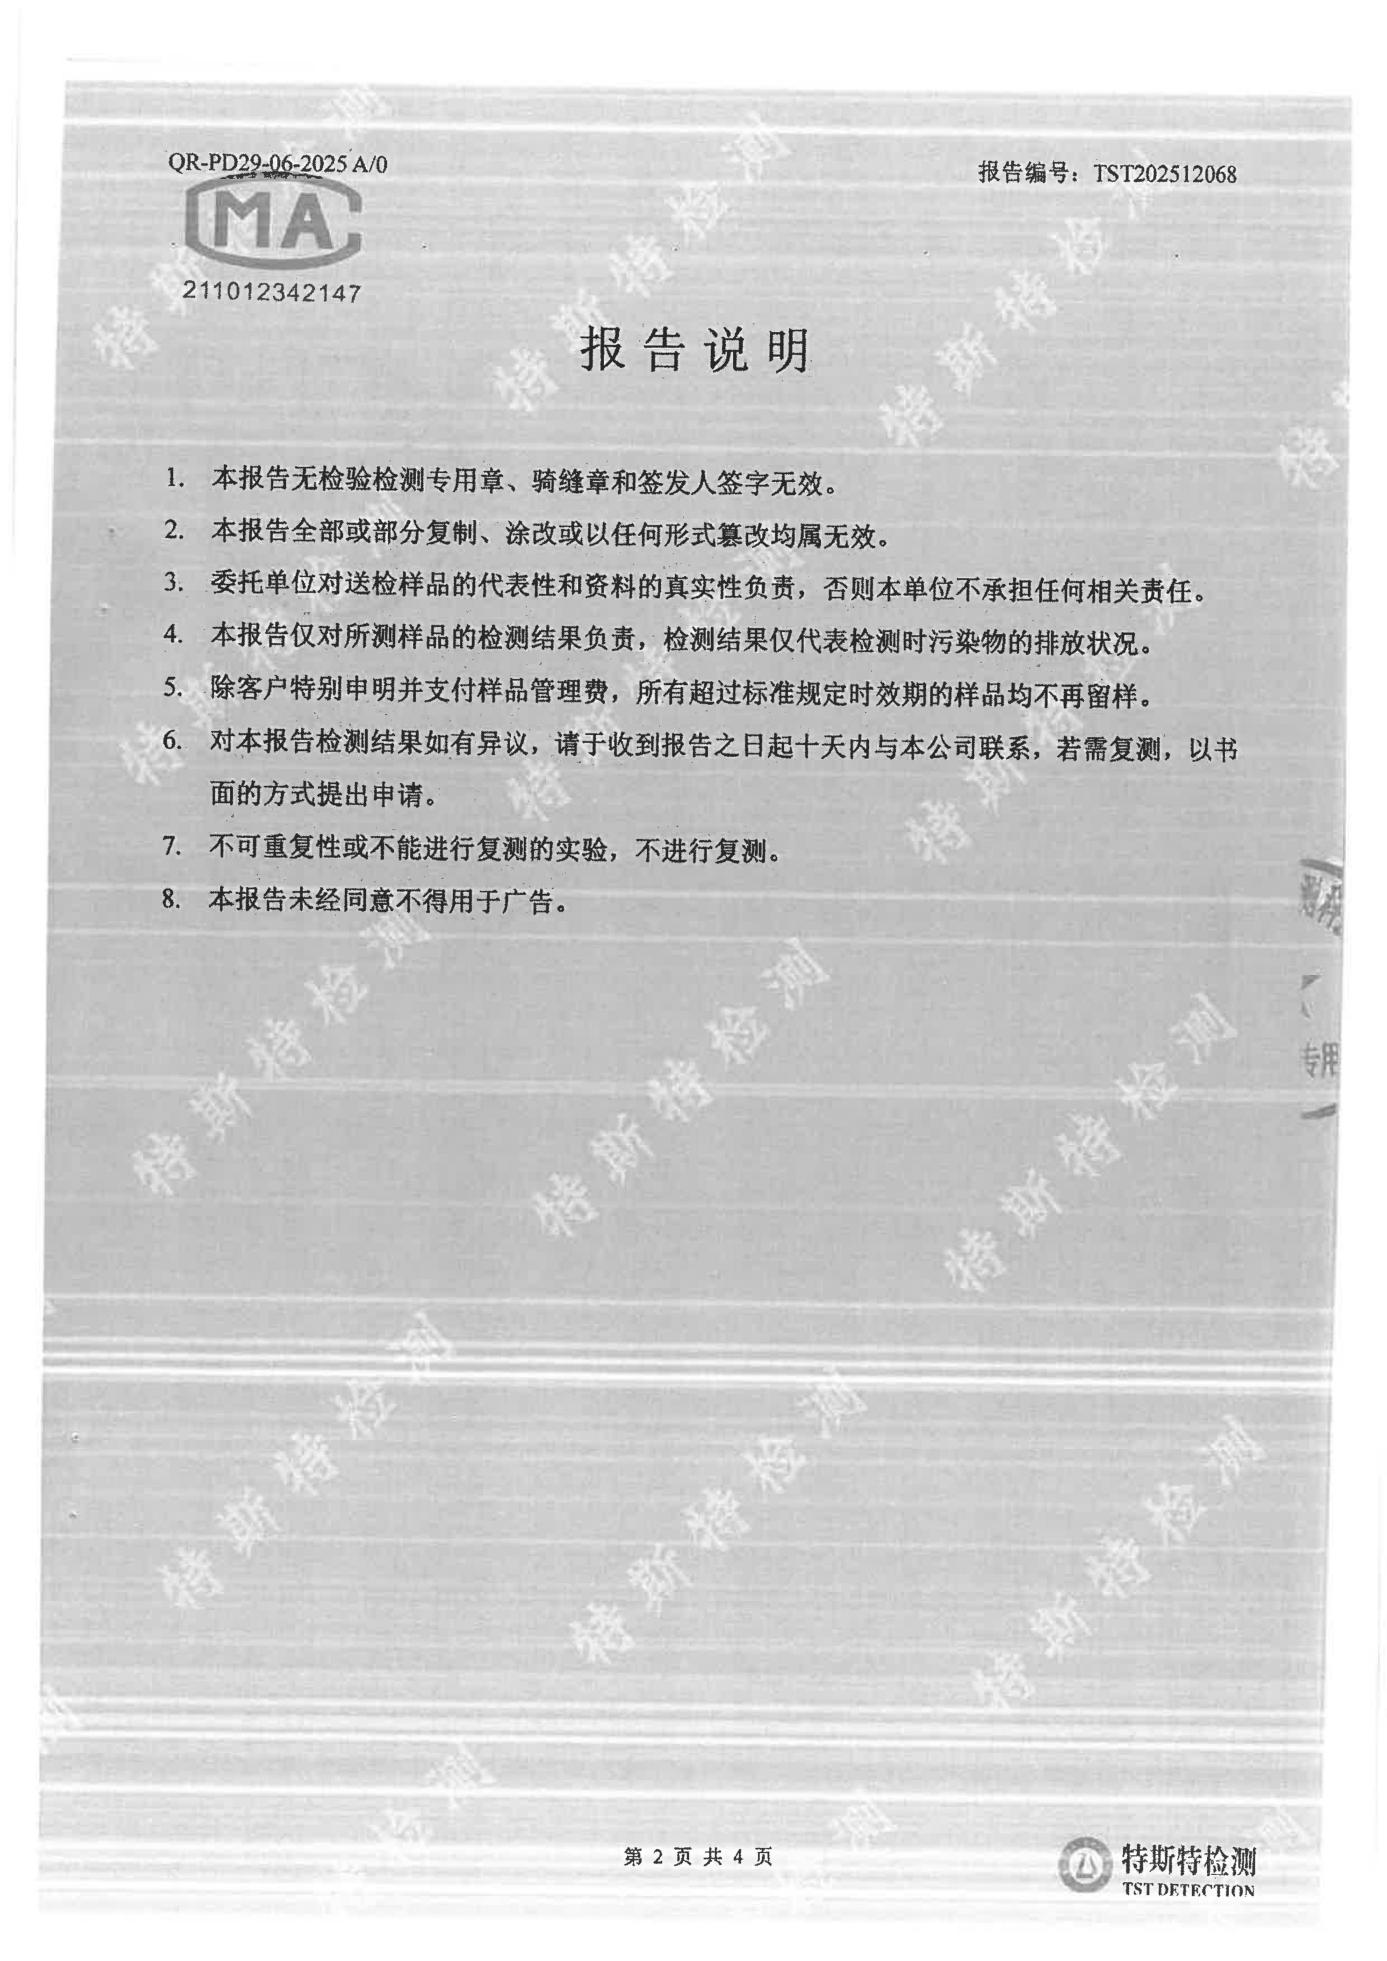 QR-PD29-06-2025 A/0
报告编号：TST202512068
MA
211012342147
报告说明
1. 本报告无检验检测专用章、骑缝章和签发人签字无效。
2. 本报告全部或部分复制、涂改或以任何形式篡改均属无效。
3. 委托单位对送检样品的代表性和资料的真实性负责，否则本单位不承担任何相关责任。
4. 本报告仅对所测样品的检测结果负责，检测结果仅代表检测时污染物的排放状况。
5. 除客户特别申明并支付样品管理费，所有超过标准规定时效期的样品均不再留样。
6. 对本报告检测结果如有异议，请于收到报告之日起十天内与本公司联系，若需复测，以书
面的方式提出申请。
7. 不可重复性或不能进行复测的实验，不进行复测。
8. 本报告未经同意不得用于广告。
专用
特斯特检测
第 2 页 共 4 页
特斯特检测
TST DETECTION